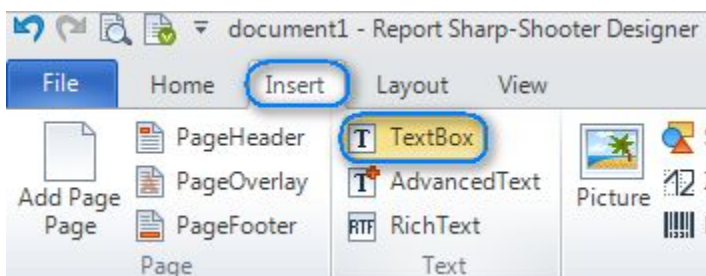 document1 - Report Sharp-Shooter Designer
File Home Insert Layout View
PageHeader T TextBox
Add Page PageOverlay T AdvancedText Picture
Page PageFooter RTF RichText
Page Text